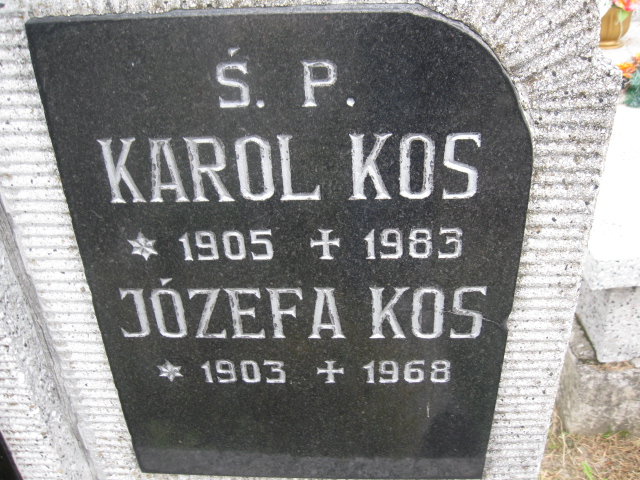 Ś. P.
KAROL KOS
* 1905 + 1983
JÓZEFA KOS
* 1903 + 1968